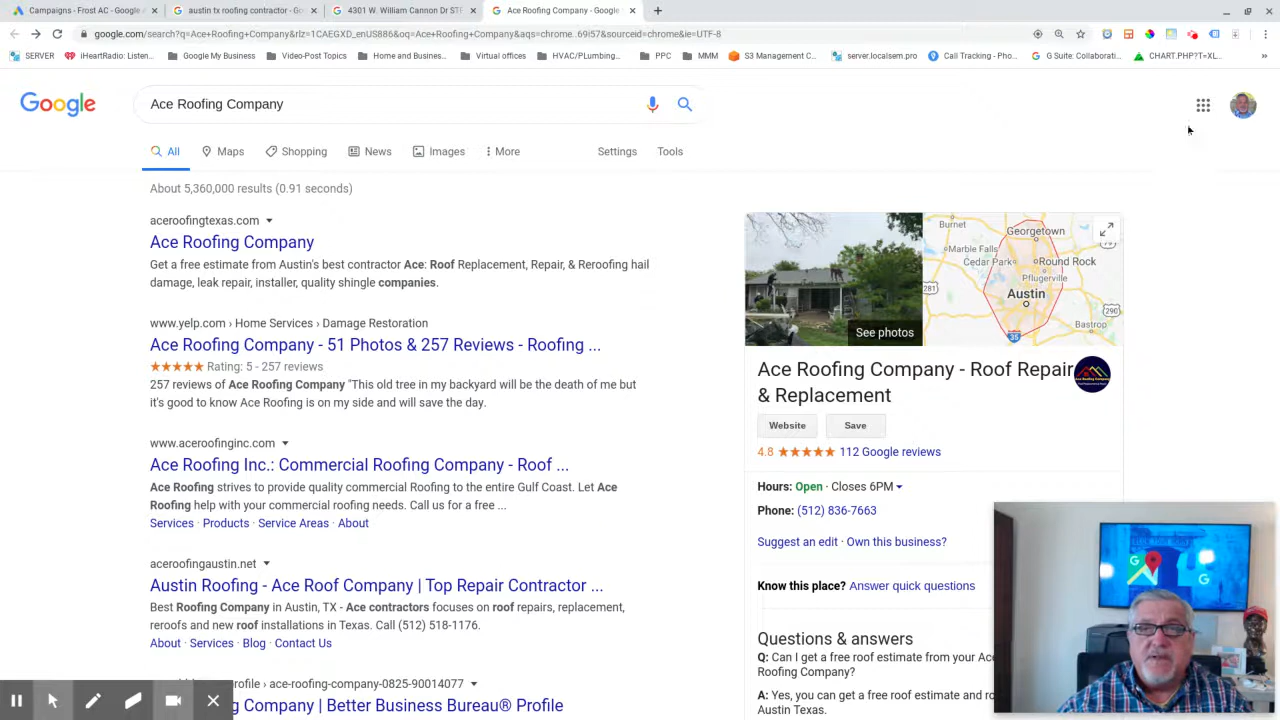 Campaigns - Frost AC - Google A
austin tx roofing contractor - Go
4301 W. William Cannon Dr STE
Ace Roofing Company - Google
google.com/search?q=Ace+Roofing+Company&rlz=1CAEGXD_enUS886&oq=Ace+Roofing+Company&aqs=chrome..69i57&sourceid=chrome&ie=UTF-8
SERVER
iHeartRadio: Listen...
Google My Business
Video-Post Topics
Home and Busines...
Virtual offices
HVAC/PLumbing...
PPC
MMM
S3 Management C...
server.localsem.pro
Call Tracking - Pho...
G Suite: Collaborati...
CHART.PHP?T=XL...
»
Google
Ace Roofing Company
All
Maps
Shopping
News
Images
More
Settings
Tools
About 5,360,000 results (0.91 seconds)
aceroofingtexas.com
Ace Roofing Company
Get a free estimate from Austin's best contractor Ace: Roof Replacement, Repair, & Reroofing hail
damage, leak repair, installer, quality shingle companies.
www.yelp.com › Home Services › Damage Restoration
Ace Roofing Company - 51 Photos & 257 Reviews - Roofing ...
Rating: 5 - 257 reviews
257 reviews of Ace Roofing Company "This old tree in my backyard will be the death of me but
it's good to know Ace Roofing is on my side and will save the day.
www.aceroofinginc.com
Ace Roofing Inc.: Commercial Roofing Company - Roof ...
Ace Roofing strives to provide quality commercial Roofing to the entire Gulf Coast. Let Ace
Roofing help with your commercial roofing needs. Call us for a free ...
Services · Products · Service Areas · About
aceroofingaustin.net
Austin Roofing - Ace Roof Company | Top Repair Contractor ...
Best Roofing Company in Austin, TX - Ace contractors focuses on roof repairs, replacement,
reroofs and new roof installations in Texas. Call (512) 518-1176.
About · Services · Blog · Contact Us
rofile › ace-roofing-company-0825-90014077
g Company | Better Business Bureau® Profile
See photos
Burnet
Georgetown
Marble Falls
Cedar Park
Round Rock
Pflugerville
281
Austin
290
Bastrop
35
Ace Roofing Company - Roof Repair
& Replacement
Website
Save
4.8
112 Google reviews
Hours: Open · Closes 6PM
Phone: (512) 836-7663
Suggest an edit · Own this business?
Know this place? Answer quick questions
Questions & answers
Q: Can I get a free roof estimate from your Ace
Roofing Company?
A: Yes, you can get a free roof estimate and ro
Austin Texas.
G
G